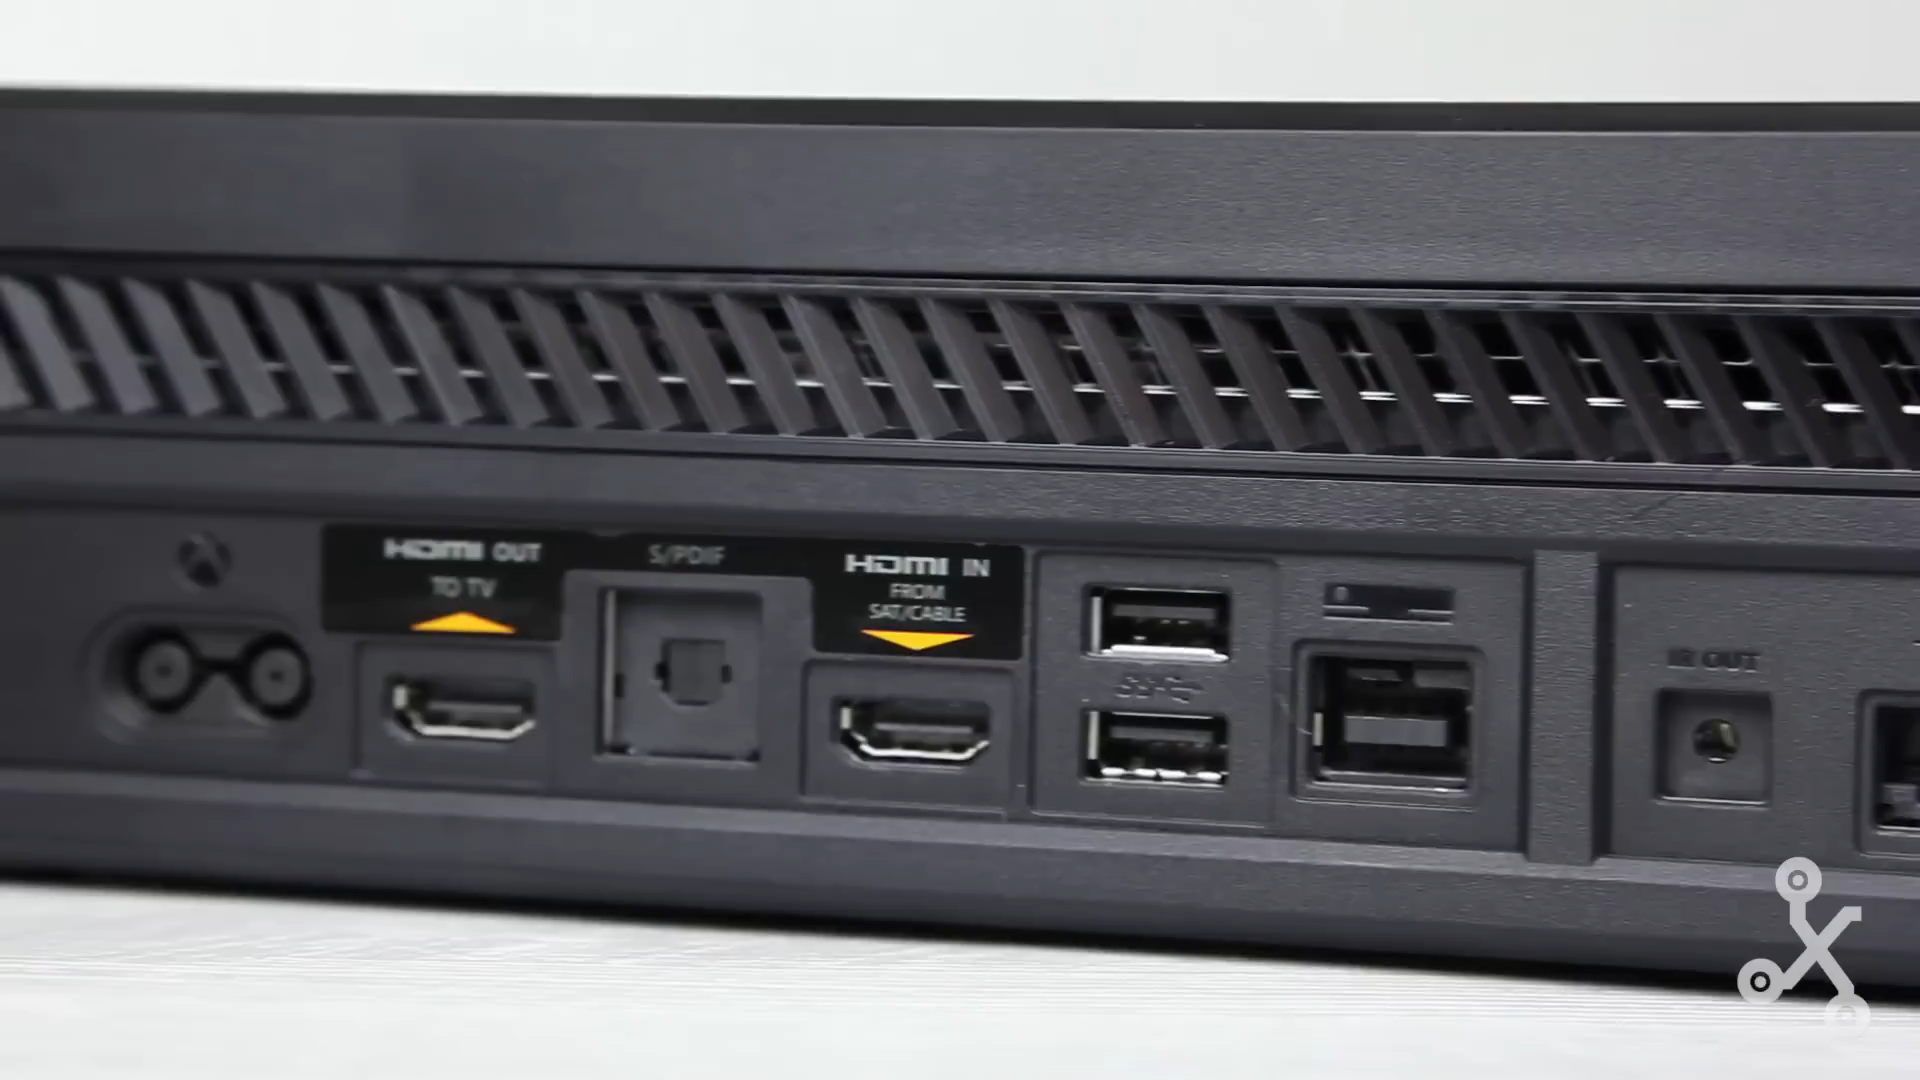 HDMI OUT
TO TV
S/PDIF
HDMI IN
FROM
SAT/CABLE
IR OUT